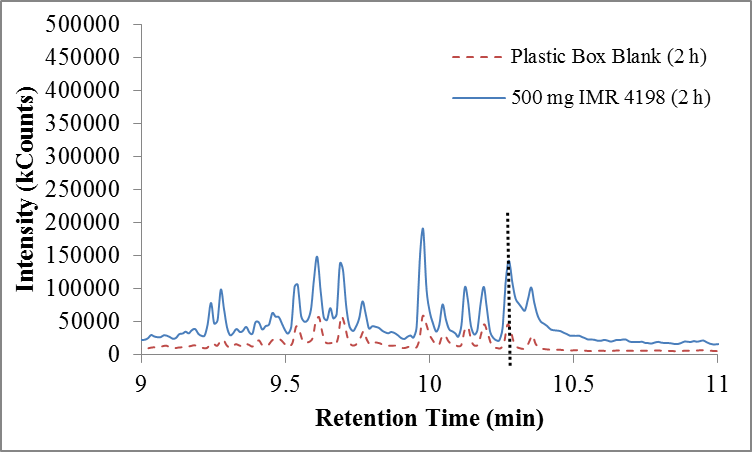 500000
450000
400000
350000
300000
250000
200000
150000
100000
50000
0
Intensity (kCounts)
Plastic Box Blank (2 h)
500 mg IMR 4198 (2 h)
9 9.5 10 10.5 11
Retention Time (min)